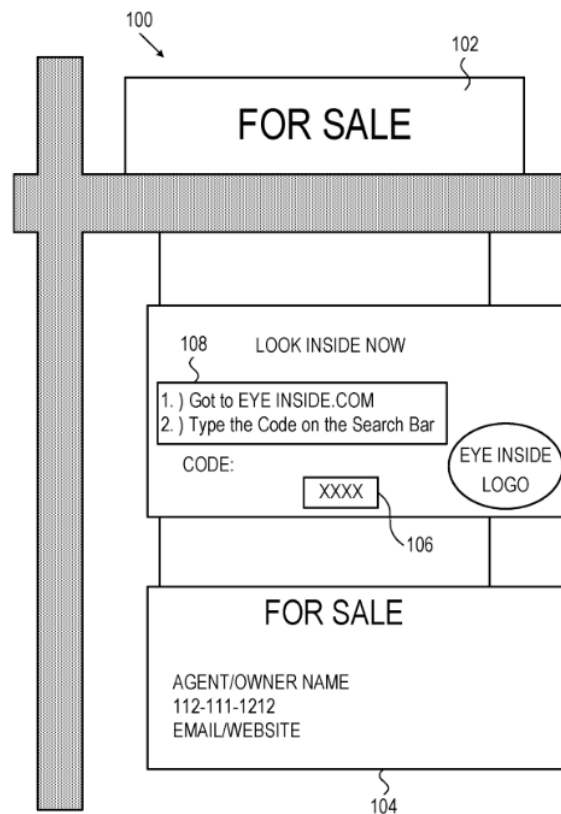 100
102
FOR SALE
108
LOOK INSIDE NOW
1. ) Got to EYE INSIDE.COM
2. ) Type the Code on the Search Bar
CODE:
XXXX
EYE INSIDE
LOGO
106
FOR SALE
AGENT/OWNER NAME
112-111-1212
EMAIL/WEBSITE
104